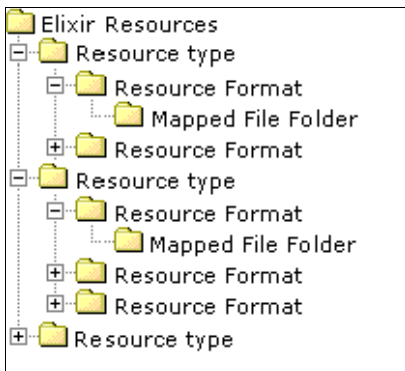 Elixir Resources
Resource type
Resource Format
Mapped File Folder
Resource Format
Resource type
Resource Format
Mapped File Folder
Resource Format
Resource Format
Resource type